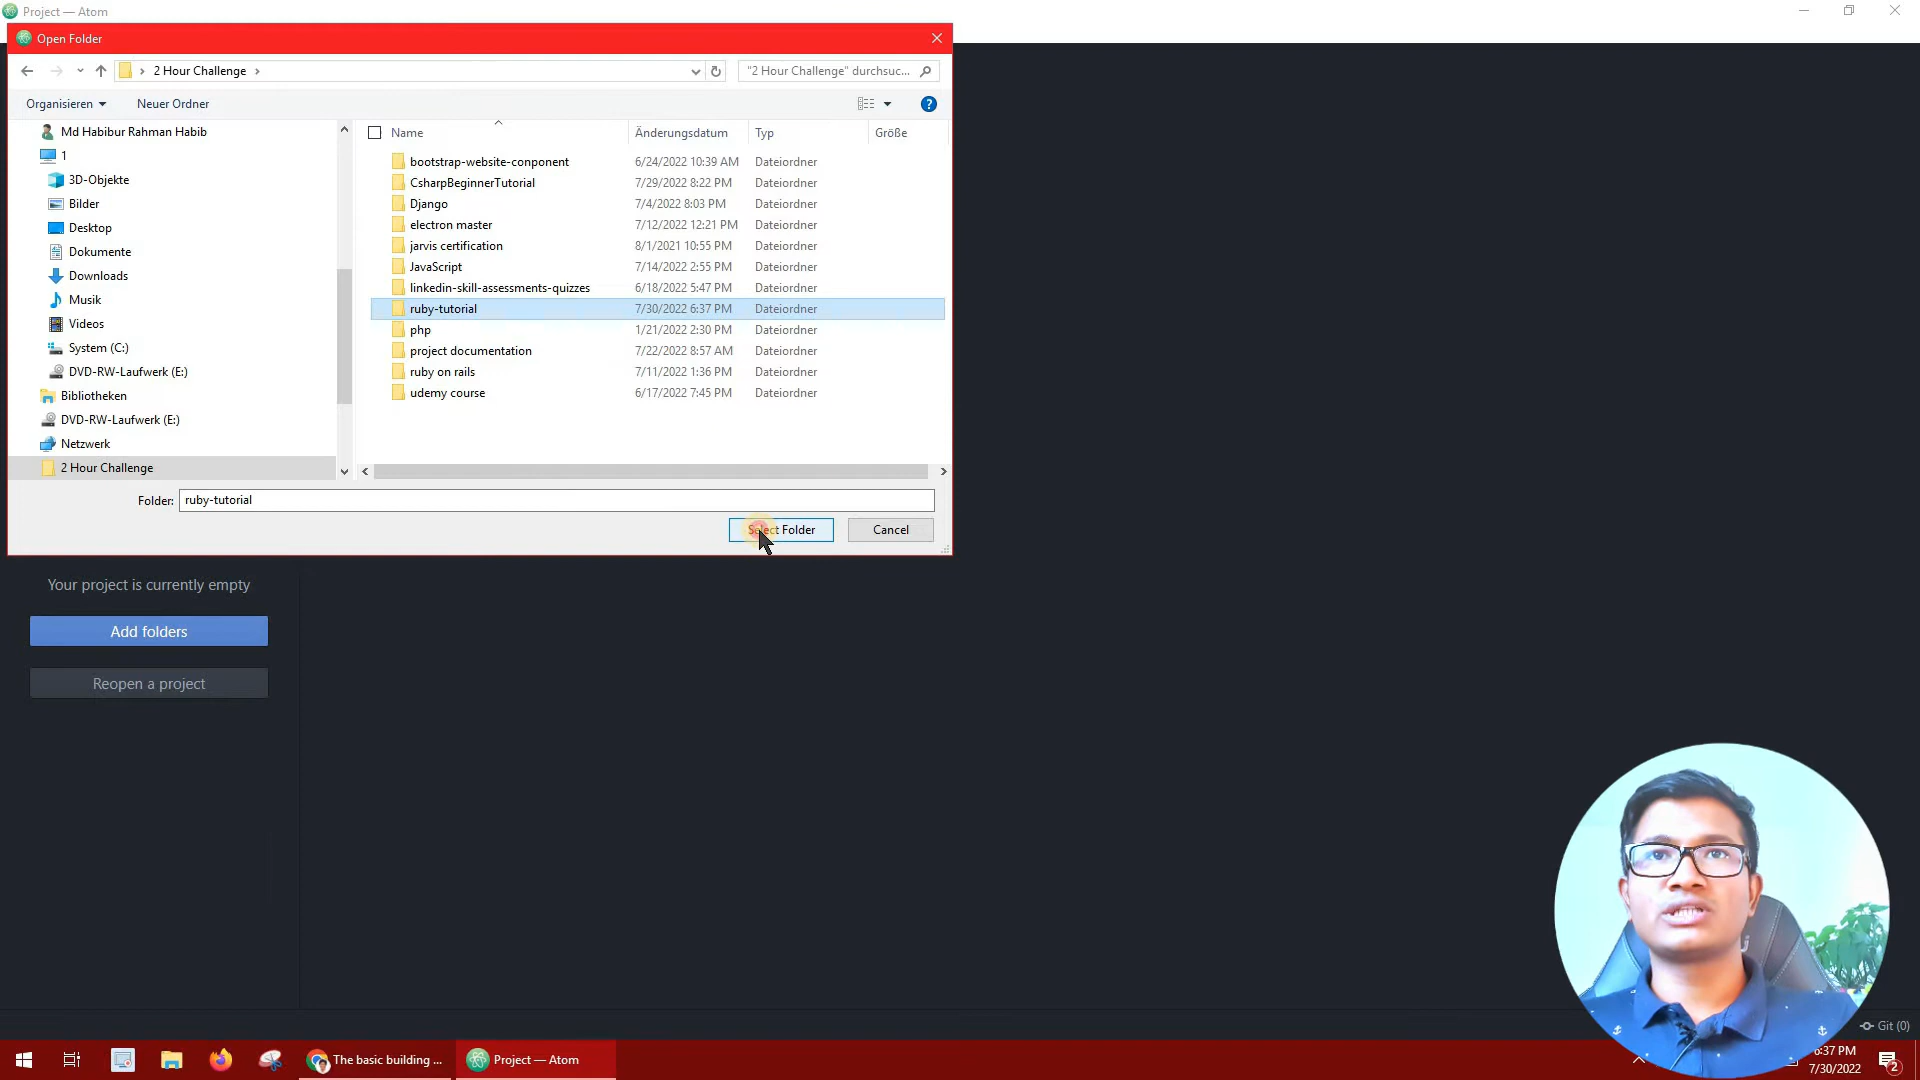 Project — Atom
Open Folder
2 Hour Challenge
"2 Hour Challenge" durchsuc...
Organisieren
Neuer Ordner
Md Habibur Rahman Habib
1
3D-Objekte
Bilder
Desktop
Dokumente
Downloads
Musik
Videos
System (C:)
DVD-RW-Laufwerk (E:)
Bibliotheken
DVD-RW-Laufwerk (E:)
Netzwerk
2 Hour Challenge
Name Änderungsdatum Typ Größe
bootstrap-website-conponent 6/24/2022 10:39 AM Dateiordner
CsharpBeginnerTutorial 7/29/2022 8:22 PM Dateiordner
Django 7/4/2022 8:03 PM Dateiordner
electron master 7/12/2022 12:21 PM Dateiordner
jarvis certification 8/1/2021 10:55 PM Dateiordner
JavaScript 7/14/2022 2:55 PM Dateiordner
linkedin-skill-assessments-quizzes 6/18/2022 5:47 PM Dateiordner
ruby-tutorial 7/30/2022 6:37 PM Dateiordner
php 1/21/2022 2:30 PM Dateiordner
project documentation 7/22/2022 8:57 AM Dateiordner
ruby on rails 7/11/2022 1:36 PM Dateiordner
udemy course 6/17/2022 7:45 PM Dateiordner
Folder: ruby-tutorial
Select Folder Cancel
Your project is currently empty
Add folders
Reopen a project
Git (0)
The basic building ...
Project — Atom
6:37 PM
7/30/2022
2